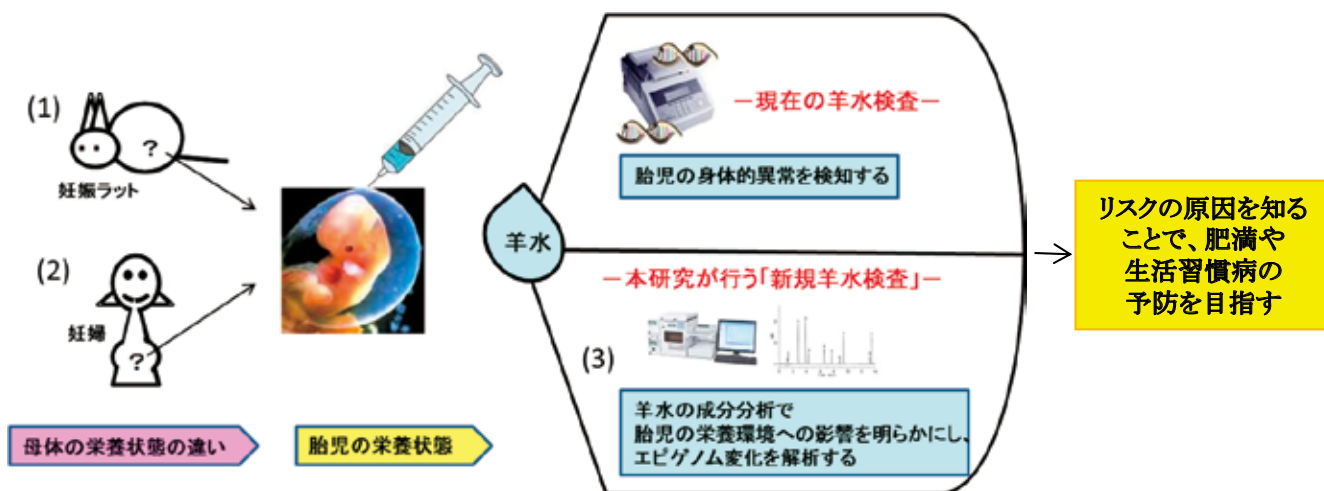 (1)
?
妊娠ラット
(2)
妊婦
?
母体の栄養状態の違い
胎児の栄養状態
羊水
－現在の羊水検査－
胎児の身体的異常を検知する
－本研究が行う「新規羊水検査」－
(3)
羊水の成分分析で
胎児の栄養環境への影響を明らかにし、
エピゲノム変化を解析する
リスクの原因を知る
ことで、肥満や
生活習慣病の
予防を目指す